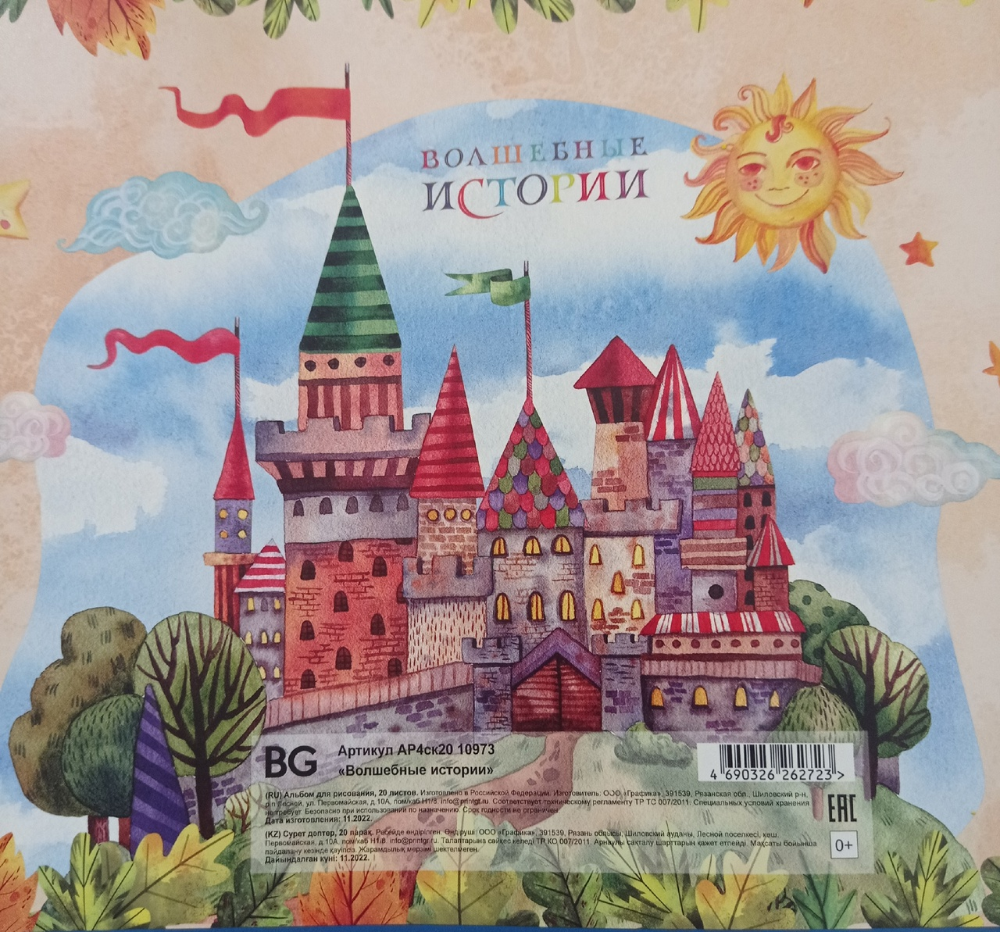 ВОЛШЕБНЫЕ
ИСТОРИИ
BG
Артикул АР4ск20 10973
«Волшебные истории»
4 690326 262723 >
(RU) Альбом для рисования, 20 листов. Изготовлено в Российской Федерации. Изготовитель: ООО «Графика», 391539, Рязанская обл., Шиловский р-н,
р.п Лесной, ул. Первомайская, д.10А, пом/каб Н1/8. info@printgr.ru. Соответствует техническому регламенту ТР ТС 007/2011. Специальных условий хранения
не требует. Безопасно при использовании по назначению. Срок годности не ограничен.
Дата изготовления: 11.2022.
(KZ) Сурет дәптер, 20 парақ. Ресейде өндірілген. Өндіруші: ООО «Графика», 391539, Рязань облысы, Шиловский ауданы, Лесной поселкесі, көш.
Первомайская, д.10А, пом/каб Н1/8. info@printgr.ru. Талаптарына сәйкес келеді ТР КО 007/2011. Арнаулы сақталу шарттарын қажет етпейді. Мақсаты бойынша
пайдалану кезінде қауіпсіз. Жарамдылық мерзімі шектелмеген.
Дайындалған күні: 11.2022.
EAC
0+